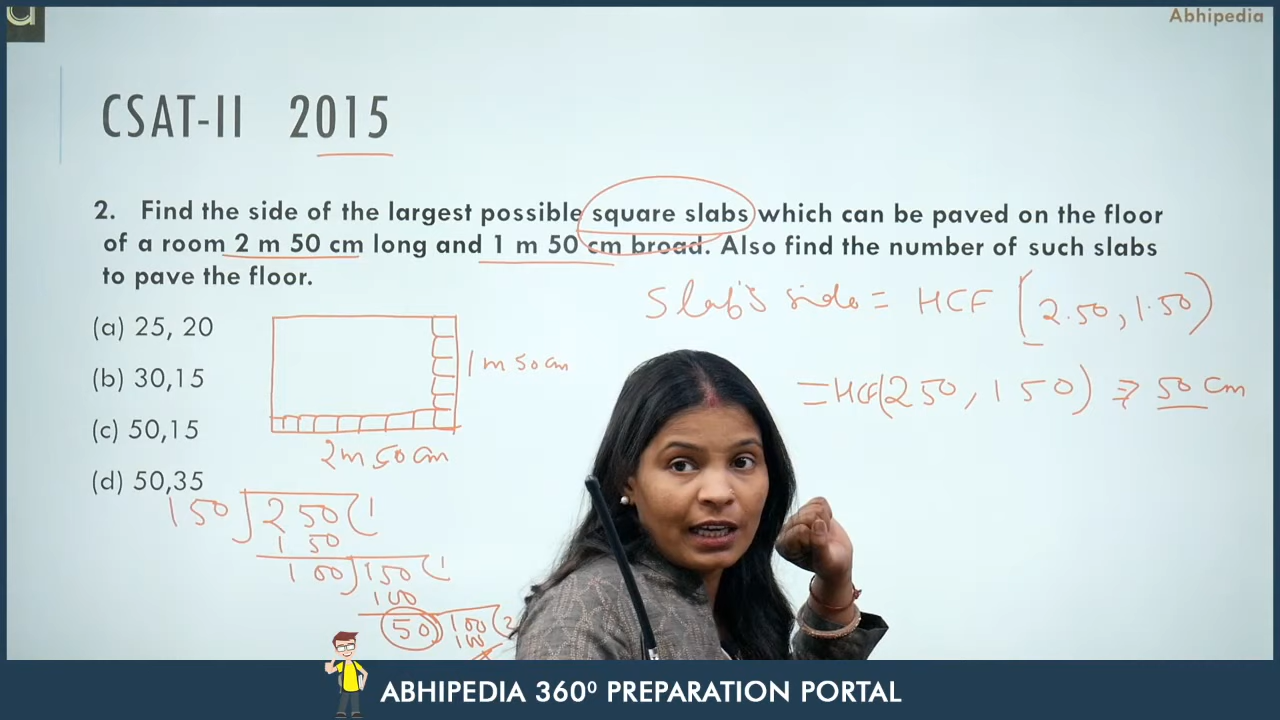 a
Abhipedia
CSAT-II 2015
2. Find the side of the largest possible square slabs which can be paved on the floor
of a room 2 m 50 cm long and 1 m 50 cm broad. Also find the number of such slabs
to pave the floor.
Slab's side = HCF (2.50, 1.50)
(a) 25, 20
(b) 30,15
(c) 50,15
(d) 50,35
1 m 50 cm
2m 50 cm
= HCF(250, 150) ⇒ 50 cm
150) 250 (1
150
100) 150 (1
100
50) 100 (2
100
ABHIPEDIA 360⁰ PREPARATION PORTAL